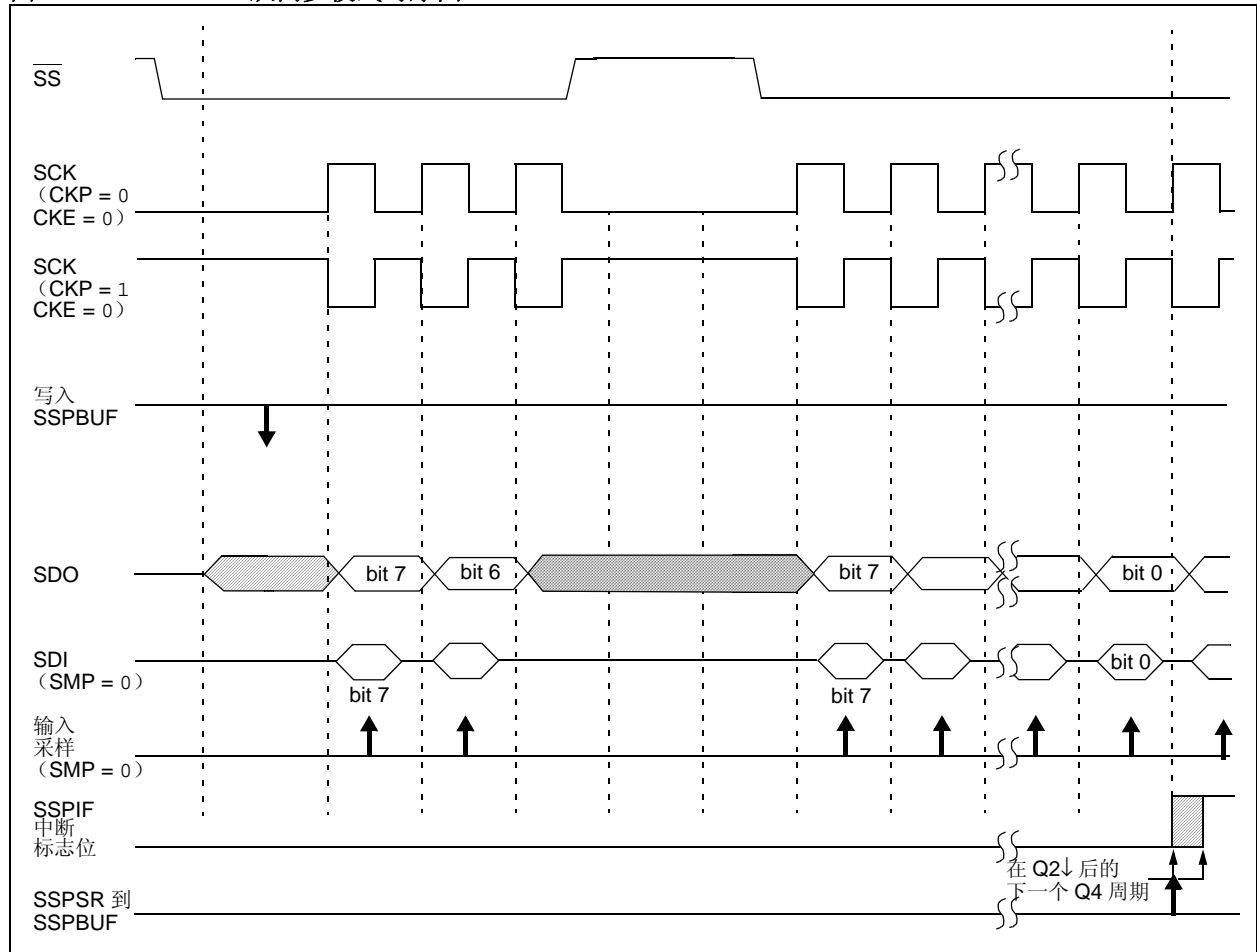 SS
SCK
（CKP = 0
CKE = 0）
SCK
（CKP = 1
CKE = 0）
写入
SSPBUF
SDO
bit 7
bit 6
bit 7
bit 0
SDI
（SMP = 0）
bit 7
bit 7
bit 0
输入
采样
（SMP = 0）
SSPIF
中断
标志位
在 Q2↓ 后的
下一个 Q4 周期
SSPSR 到
SSPBUF